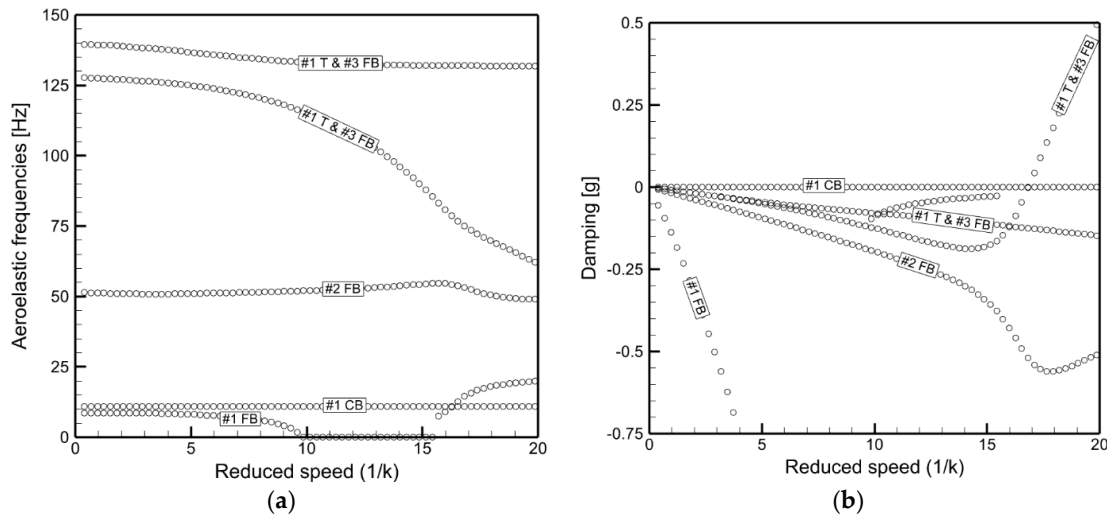 150
125
100
75
50
25
0
Aeroelastic frequencies [Hz]
#1 T & #3 FB
#1 T & #3 FB
#2 FB
#1 CB
#1 FB
0
5
10
15
20
Reduced speed (1/k)
(a)
0.5
0.25
0
-0.25
-0.5
-0.75
Damping [g]
#1 T & #3 FB
#1 CB
#1 T & #3 FB
#2 FB
#1 FB
0
5
10
15
20
Reduced speed (1/k)
(b)